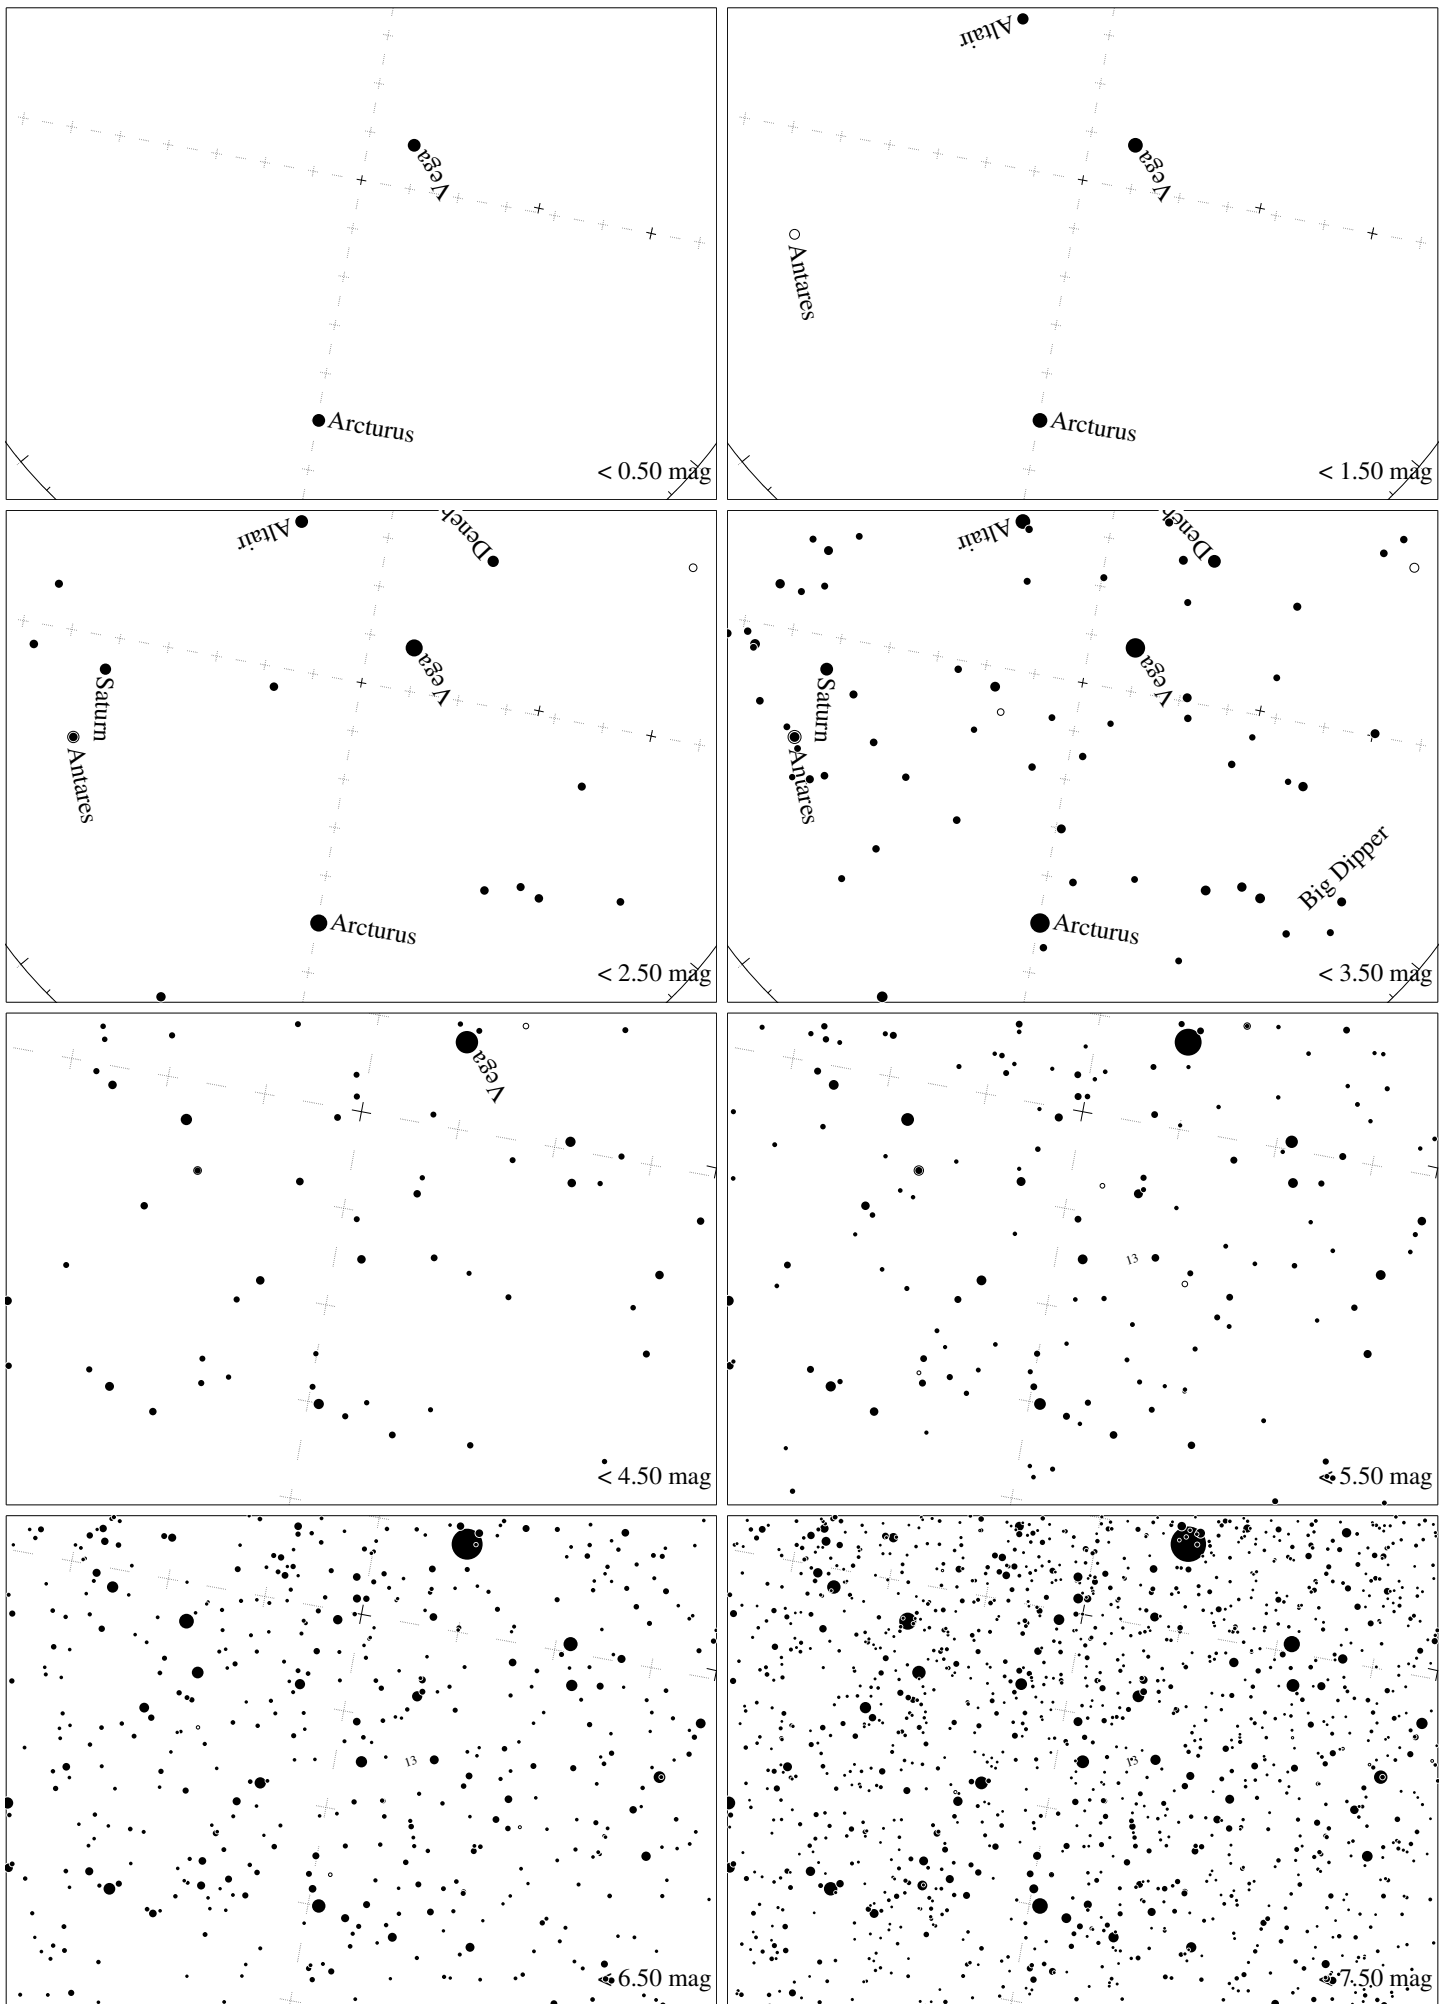 Vega
Arcturus
< 0.50 mag
Altair
Vega
Antares
Arcturus
< 1.50 mag
Altair
Vega
Saturn
Antares
Arcturus
< 2.50 mag
Altair
Vega
Saturn
Antares
Big Dipper
Arcturus
< 3.50 mag
Vega
< 4.50 mag
13
< 5.50 mag
13
< 6.50 mag
13
< 7.50 mag